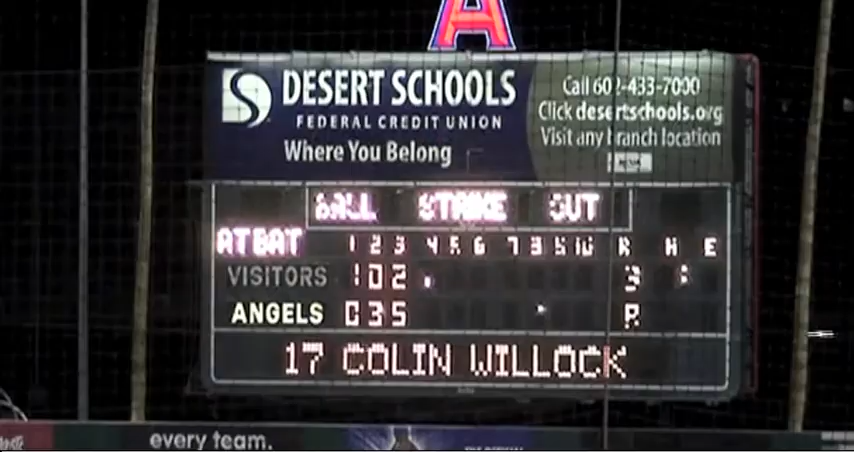 A
DESERT SCHOOLS
FEDERAL CREDIT UNION
Where You Belong
Call 602-433-7000
Click desertschools.org
Visit any branch location
BALL STRIKE OUT
AT BAT 1 2 3 4 5 6 7 8 9 10 R H E
VISITORS 1 0 2
ANGELS 0 3 5
17 COLIN WILLOCK
every team.